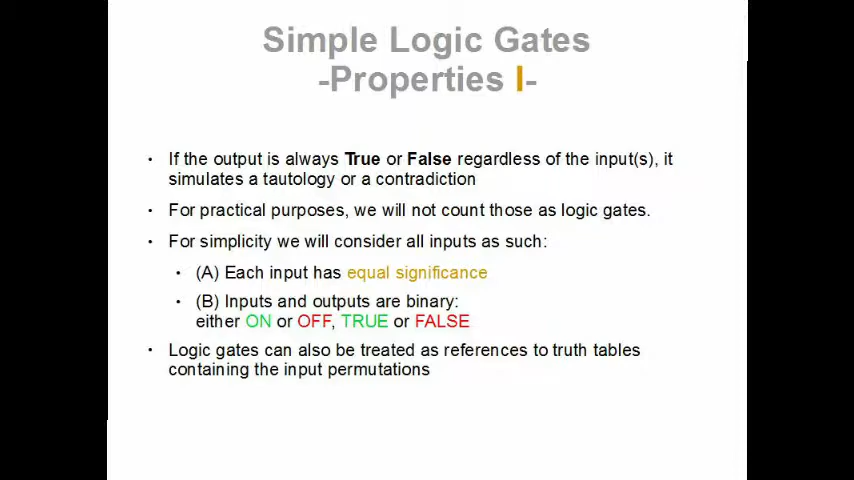 Simple Logic Gates
-Properties I-
• If the output is always True or False regardless of the input(s), it
simulates a tautology or a contradiction
• For practical purposes, we will not count those as logic gates.
• For simplicity we will consider all inputs as such:
• (A) Each input has equal significance
• (B) Inputs and outputs are binary:
either ON or OFF, TRUE or FALSE
• Logic gates can also be treated as references to truth tables
containing the input permutations